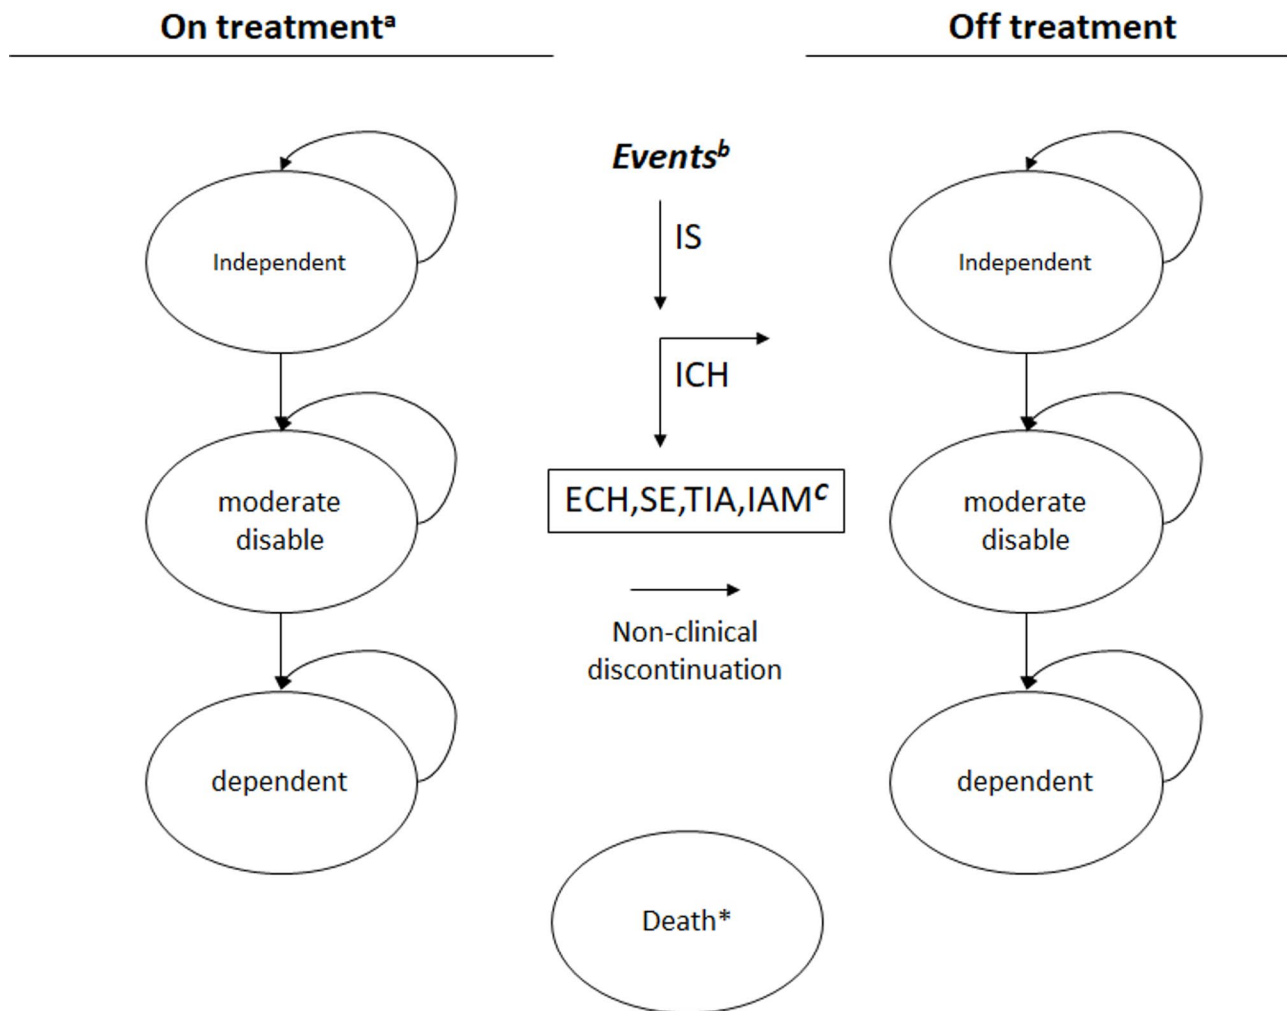 On treatmentᵃ
Off treatment
Eventsᵇ
IS
ICH
ECH,SE,TIA,IAMᶜ
Non-clinical
discontinuation
Independent
moderate
disable
dependent
Independent
moderate
disable
dependent
Death*